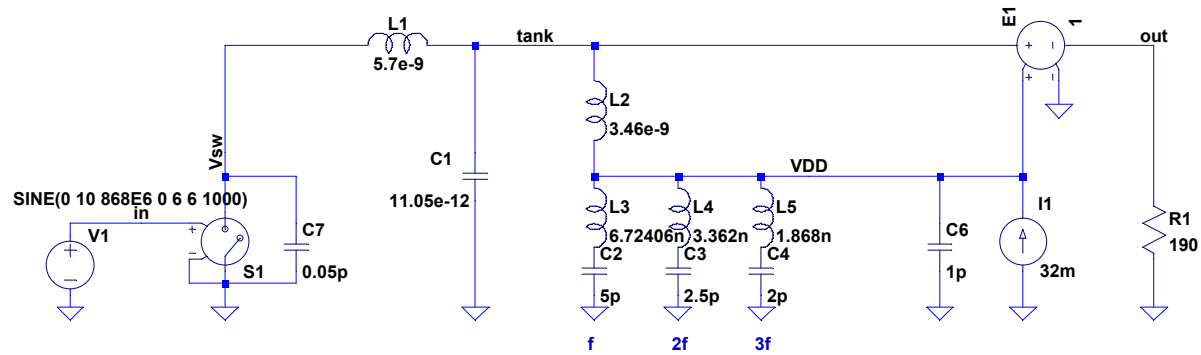 L1
5.7e-9
tank
E1
1
out
L2
3.46e-9
Vsw
C1
11.05e-12
VDD
SINE(0 10 868E6 0 6 6 1000)
in
V1
S1
C7
0.05p
L3
6.72406n
C2
5p
L4
3.362n
C3
2.5p
L5
1.868n
C4
2p
C6
1p
I1
32m
R1
190
f
2f
3f